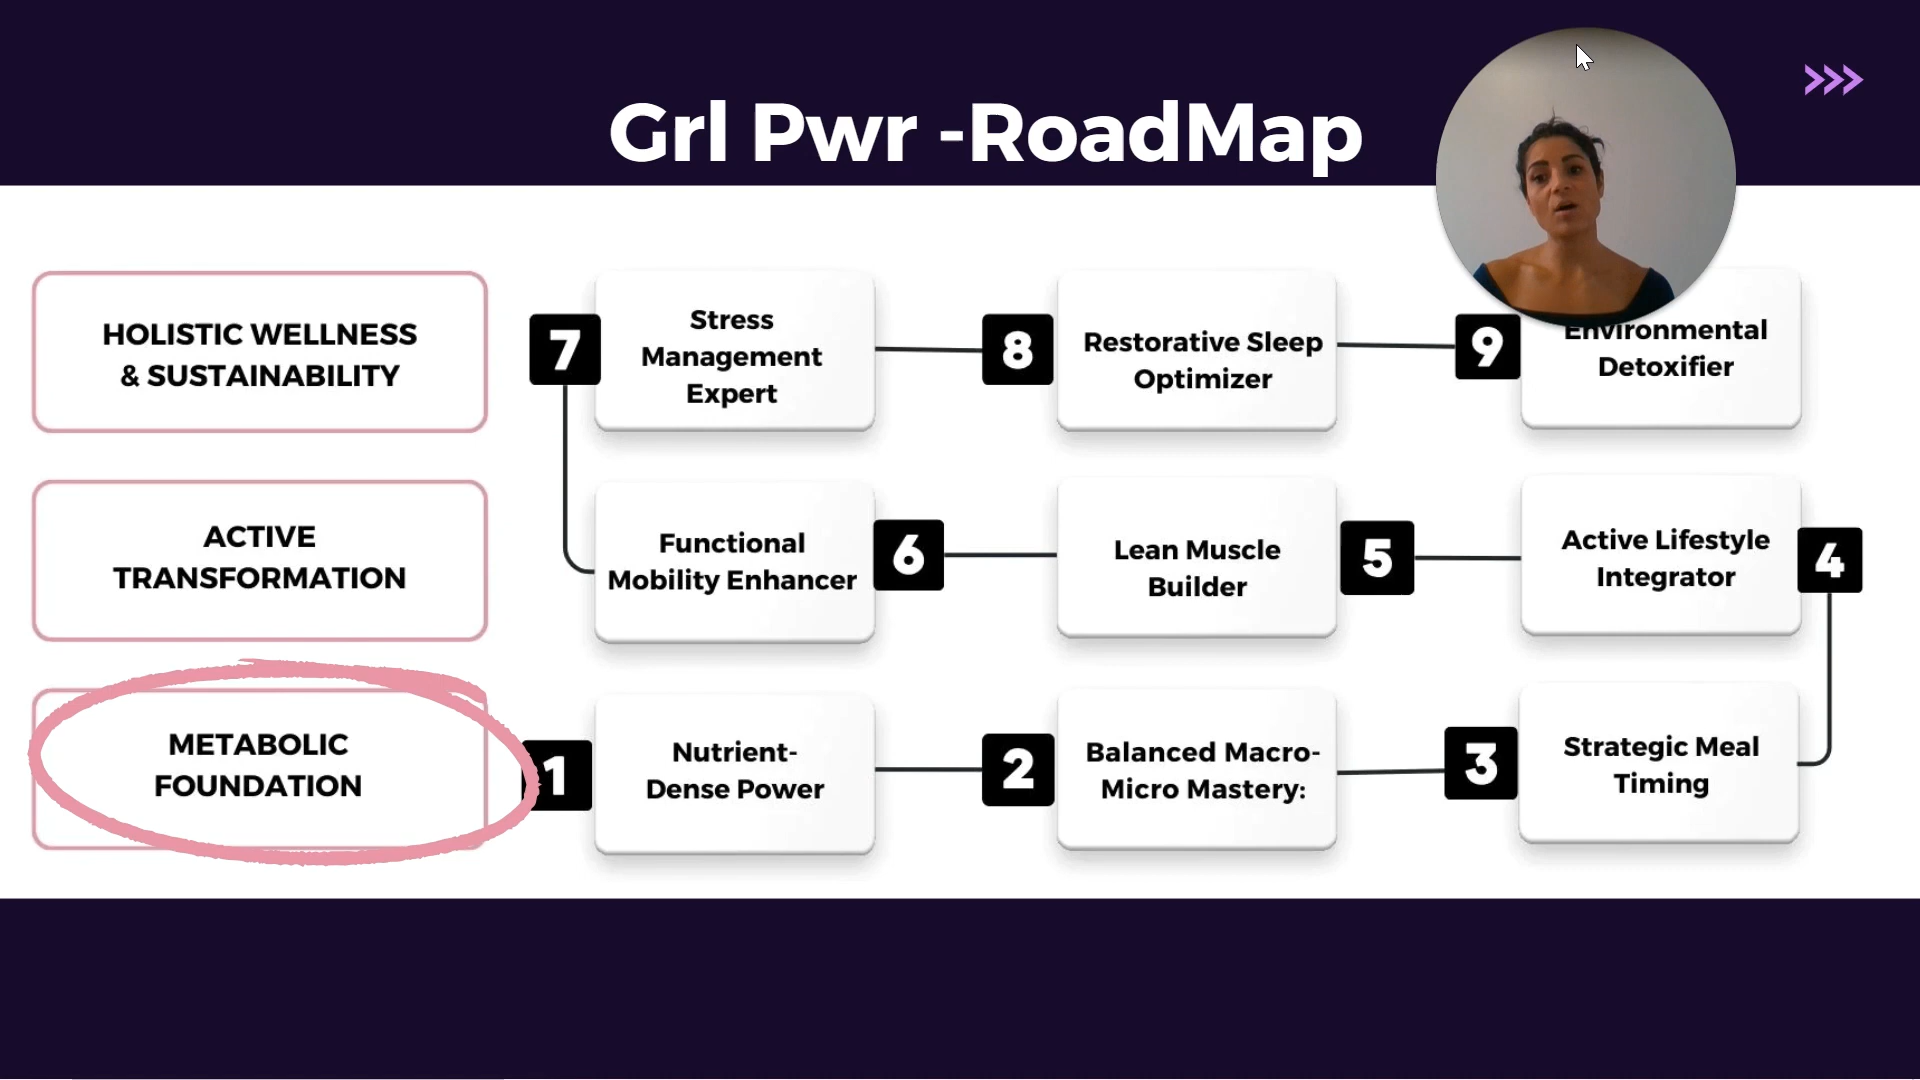 Grl Pwr -RoadMap
HOLISTIC WELLNESS
& SUSTAINABILITY
7
Stress
Management
Expert
8
Restorative Sleep
Optimizer
9
Environmental
Detoxifier
ACTIVE
TRANSFORMATION
Functional
Mobility Enhancer
6
Lean Muscle
Builder
5
Active Lifestyle
Integrator
4
METABOLIC
FOUNDATION
1
Nutrient-
Dense Power
2
Balanced Macro-
Micro Mastery:
3
Strategic Meal
Timing